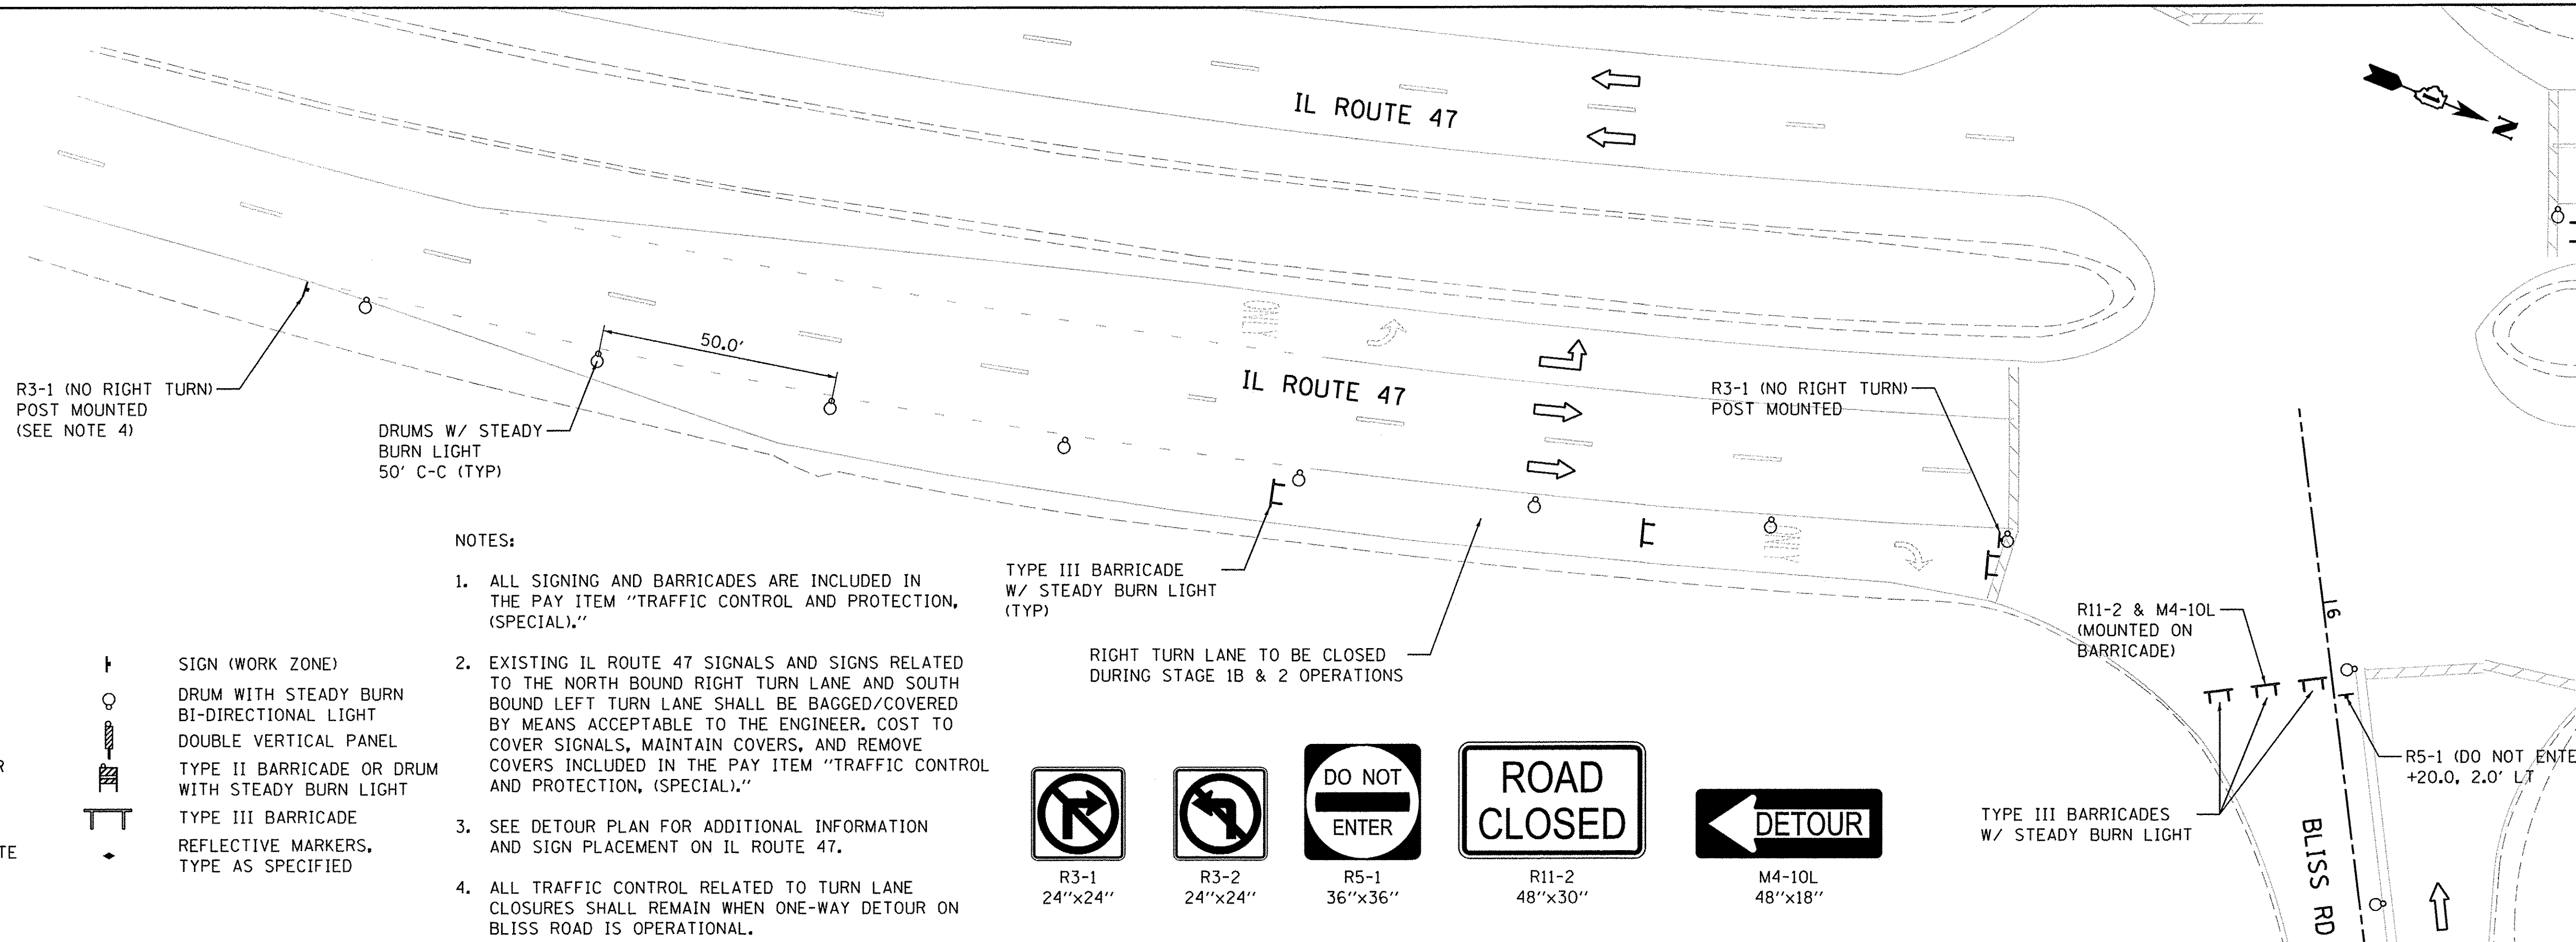 IL ROUTE 47
N
50.0'
IL ROUTE 47
R3-1 (NO RIGHT TURN)
POST MOUNTED
(SEE NOTE 4)
DRUMS W/ STEADY
BURN LIGHT
50' C-C (TYP)
R3-1 (NO RIGHT TURN)
POST MOUNTED
TYPE III BARRICADE
W/ STEADY BURN LIGHT
(TYP)
RIGHT TURN LANE TO BE CLOSED
DURING STAGE 1B & 2 OPERATIONS
R11-2 & M4-10L
(MOUNTED ON
BARRICADE)
16
R5-1 (DO NOT ENTE
+20.0, 2.0' LT
TYPE III BARRICADES
W/ STEADY BURN LIGHT
BLISS RD
SIGN (WORK ZONE)
DRUM WITH STEADY BURN
BI-DIRECTIONAL LIGHT
DOUBLE VERTICAL PANEL
TYPE II BARRICADE OR DRUM
WITH STEADY BURN LIGHT
TYPE III BARRICADE
REFLECTIVE MARKERS,
TYPE AS SPECIFIED
R
TE
NOTES:
1. ALL SIGNING AND BARRICADES ARE INCLUDED IN
THE PAY ITEM "TRAFFIC CONTROL AND PROTECTION,
(SPECIAL)."
2. EXISTING IL ROUTE 47 SIGNALS AND SIGNS RELATED
TO THE NORTH BOUND RIGHT TURN LANE AND SOUTH
BOUND LEFT TURN LANE SHALL BE BAGGED/COVERED
BY MEANS ACCEPTABLE TO THE ENGINEER. COST TO
COVER SIGNALS, MAINTAIN COVERS, AND REMOVE
COVERS INCLUDED IN THE PAY ITEM "TRAFFIC CONTROL
AND PROTECTION, (SPECIAL)."
3. SEE DETOUR PLAN FOR ADDITIONAL INFORMATION
AND SIGN PLACEMENT ON IL ROUTE 47.
4. ALL TRAFFIC CONTROL RELATED TO TURN LANE
CLOSURES SHALL REMAIN WHEN ONE-WAY DETOUR ON
BLISS ROAD IS OPERATIONAL.
R3-1
24"x24"
R3-2
24"x24"
DO NOT
ENTER
R5-1
36"x36"
ROAD
CLOSED
R11-2
48"x30"
DETOUR
M4-10L
48"x18"